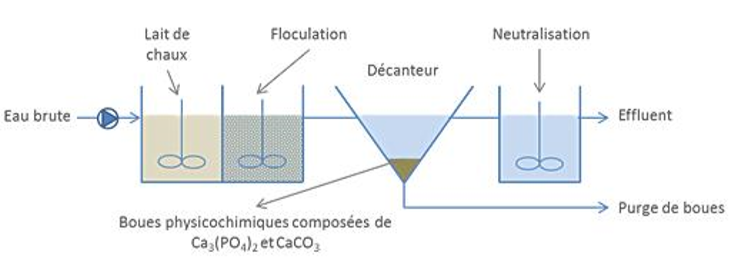 Lait de
chaux
Floculation
Neutralisation
Décanteur
Eau brute
Effluent
Purge de boues
Boues physicochimiques composées de
Ca₃(PO₄)₂ et CaCO₃